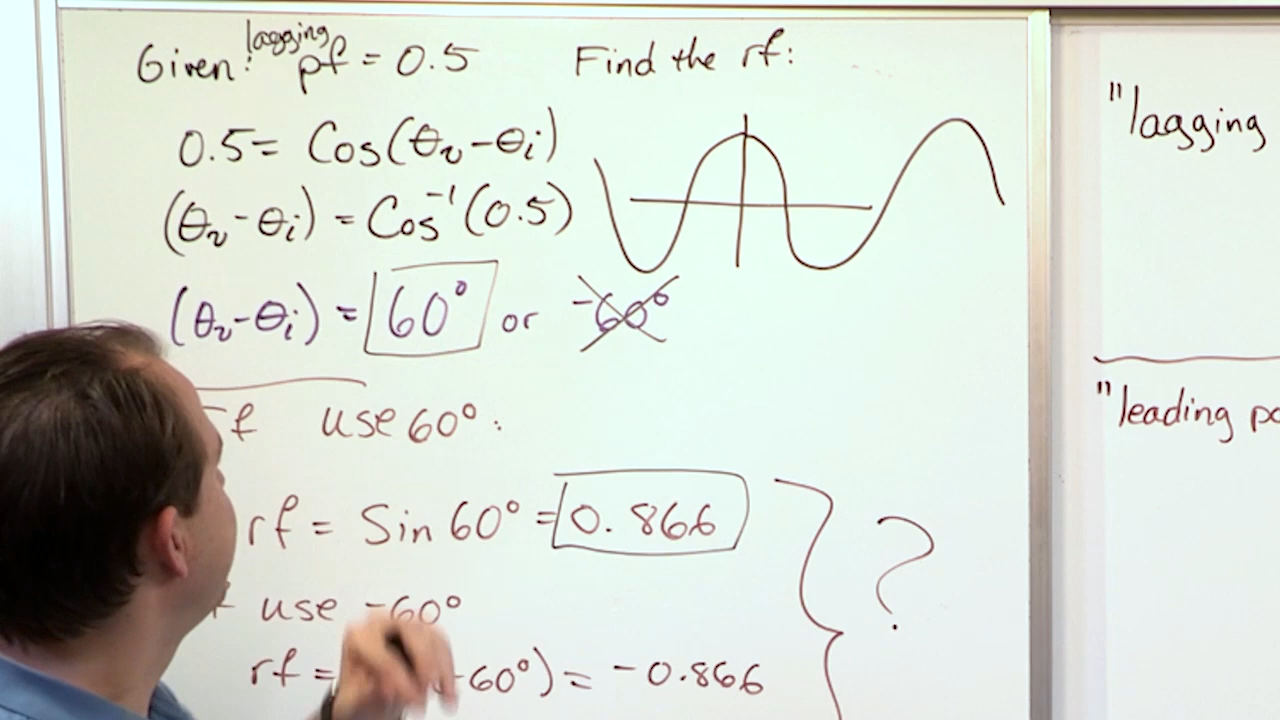 Given: lagging pf = 0.5
Find the rf:
0.5 = Cos(θv - θi)
(θv - θi) = Cos⁻¹(0.5)
(θv - θi) = 60° or -60°
use 60°:
rf = Sin 60° = 0.866
?
use -60°
rf = -60°) = -0.866
"lagging
"leading